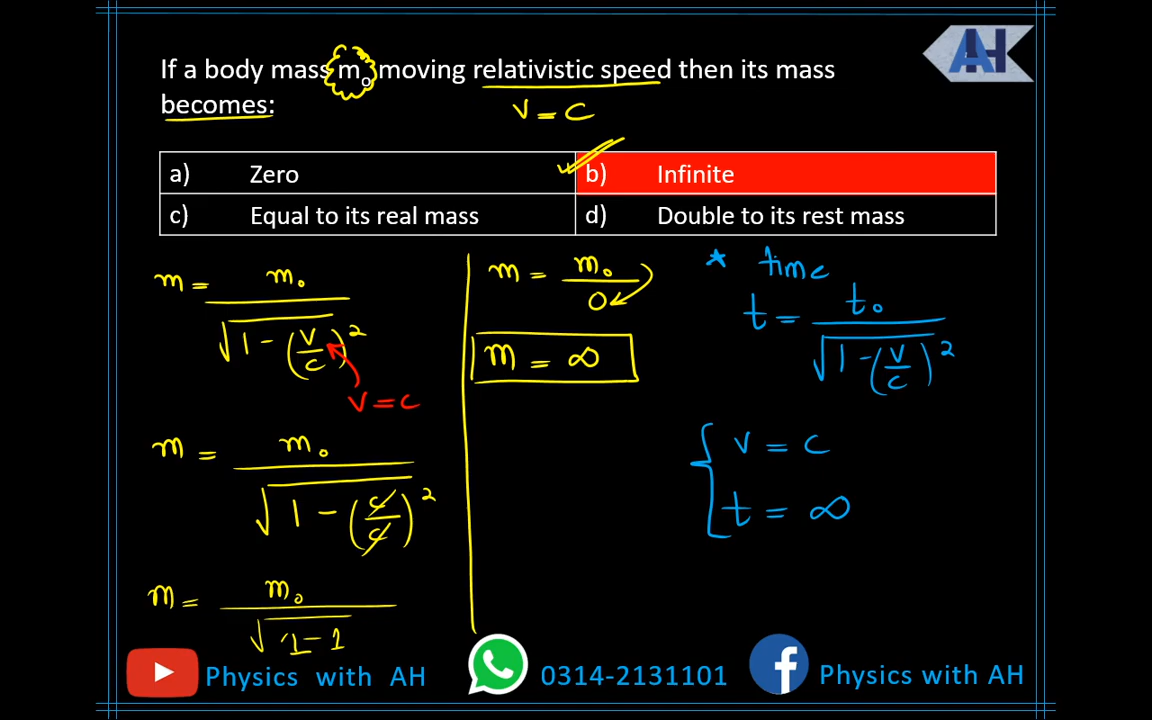 If a body mass m₀ moving relativistic speed then its mass
becomes:
v = c
a) Zero
b) Infinite
c) Equal to its real mass
d) Double to its rest mass
m = m₀ / √(1 - (v/c)²)
v = c
m = m₀ / √(1 - (c/c)²)
m = m₀ / √(1-1)
m = m₀ / 0
m = ∞
* time
t = t₀ / √(1 - (v/c)²)
v = c
t = ∞
AH
Physics with AH
0314-2131101
f
Physics with AH